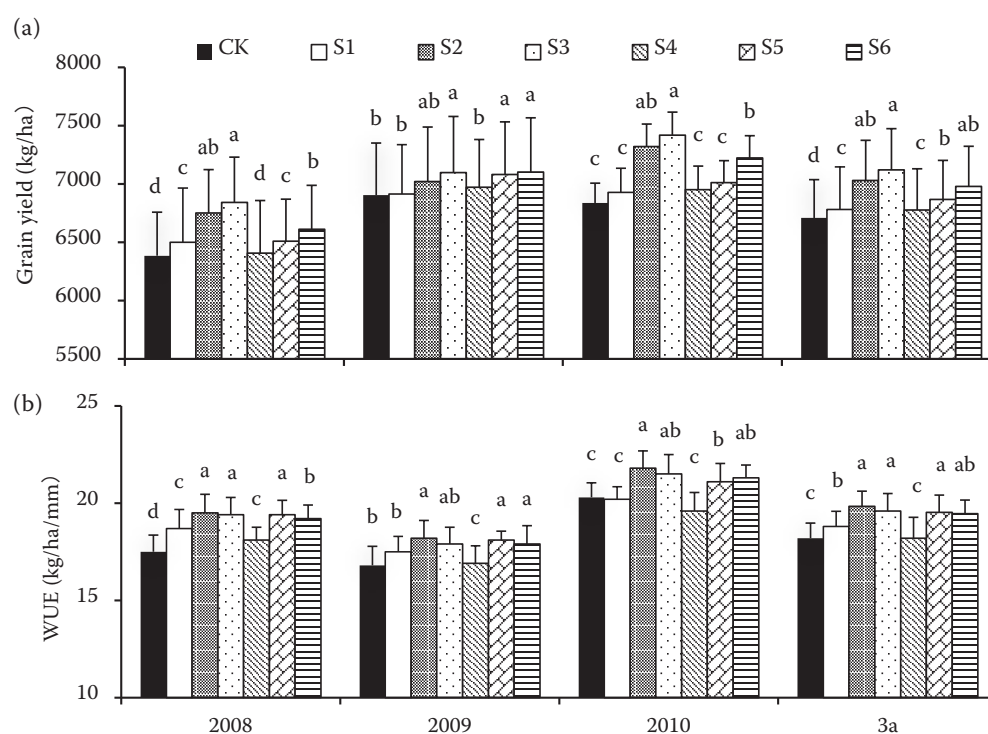 (a)
CK S1 S2 S3 S4 S5 S6
Grain yield (kg/ha)
8000
7500
7000
6500
6000
5500
d c ab a d c b
b b ab a b a a
c c ab a c c b
d c ab a c b ab
(b)
WUE (kg/ha/mm)
25
20
15
10
d c a a c a b
b b a ab c a a
c c a ab c b ab
c b a a c a ab
2008 2009 2010 3a